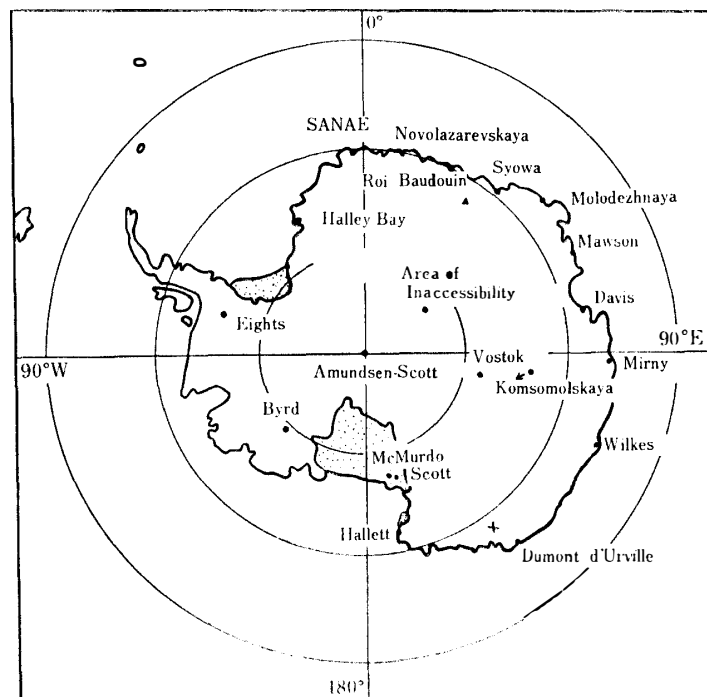 0°
SANAE
Novolazarevskaya
Syowa
Roi Baudouin
Molodezhnaya
Halley Bay
Mawson
Area of
Inaccessibility
Davis
Eights
90°E
90°W
Vostok
Mirny
Amundsen-Scott
Komsomolskaya
Byrd
McMurdo
Wilkes
Scott
Hallett
Dumont d'Urville
180°